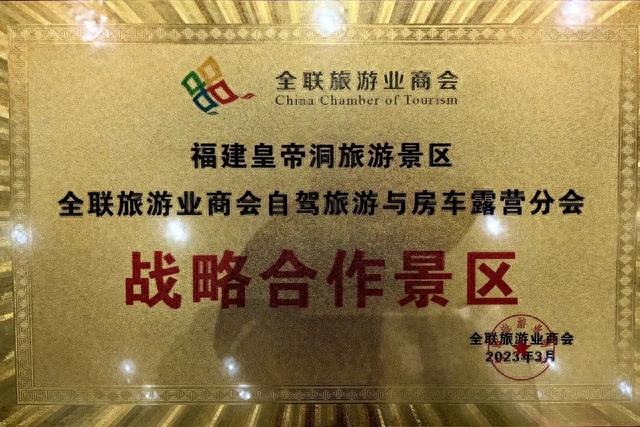 全联旅游业商会
China Chamber of Tourism
福建皇帝洞旅游景区
全联旅游业商会自驾旅游与房车露营分会
战略合作景区
全联旅游业商会
2023年3月